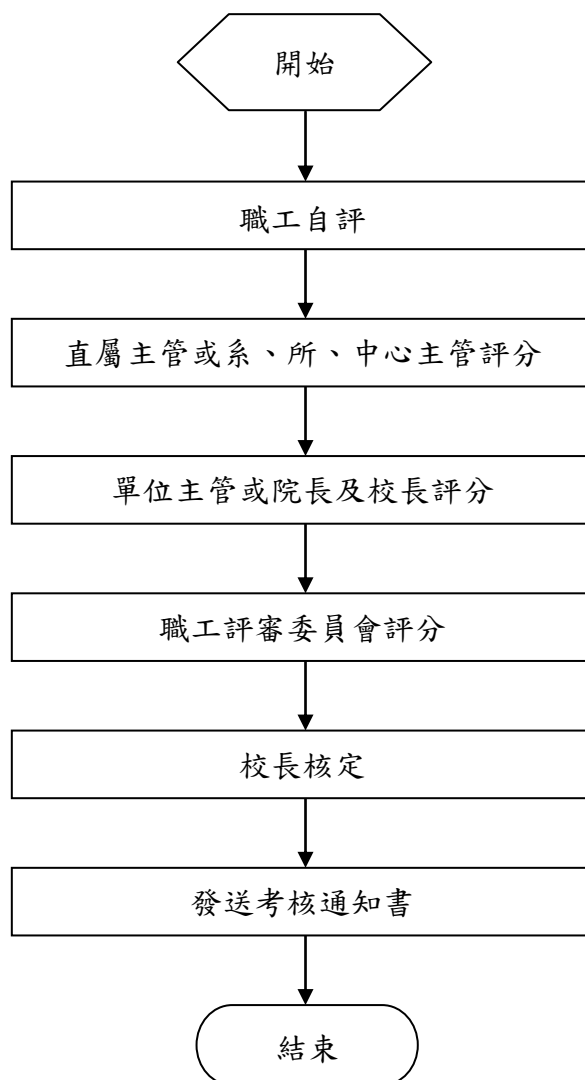 開始
職工自評
直屬主管或系、所、中心主管評分
單位主管或院長及校長評分
職工評審委員會評分
校長核定
發送考核通知書
結束